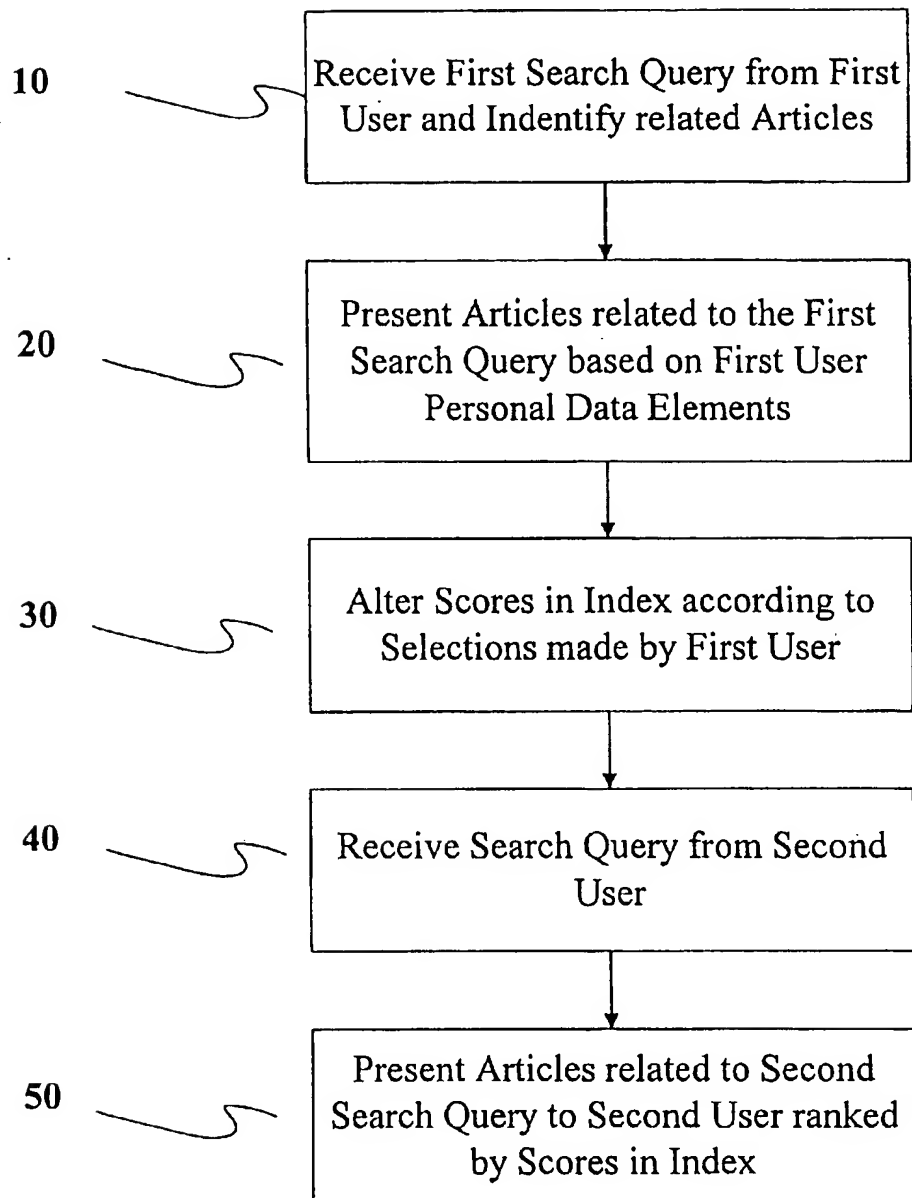 10
Receive First Search Query from First
User and Indentify related Articles
20
Present Articles related to the First
Search Query based on First User
Personal Data Elements
30
Alter Scores in Index according to
Selections made by First User
40
Receive Search Query from Second
User
50
Present Articles related to Second
Search Query to Second User ranked
by Scores in Index